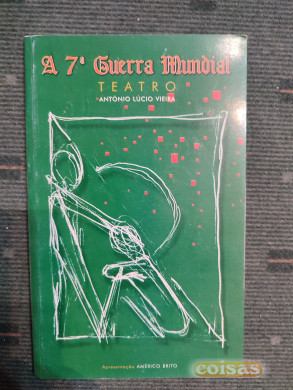 A 7ª Guerra Mundial
TEATRO
ANTÓNIO LÚCIO VIEIRA
Apresentação AMÉRICO BRITO
coisas